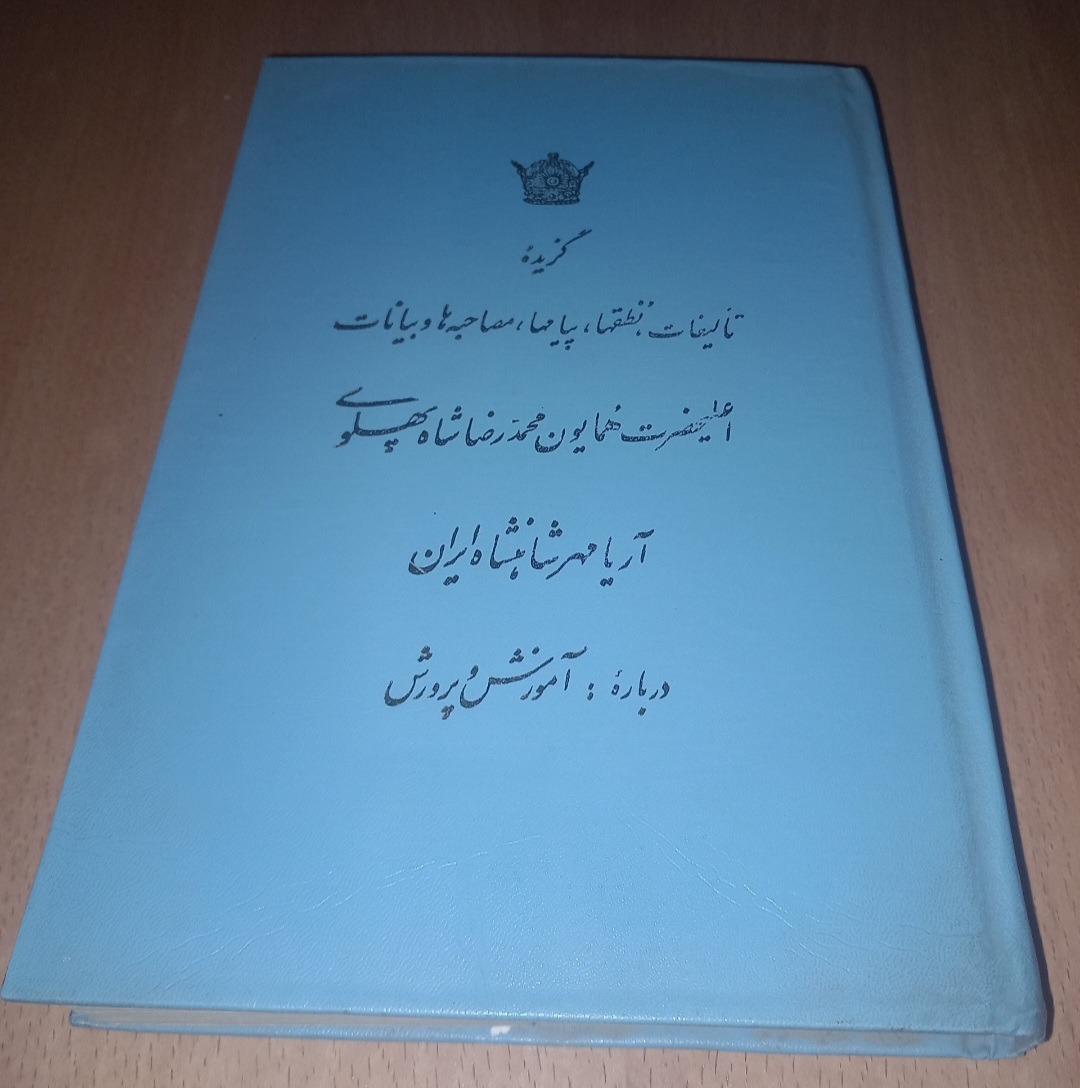 گزیدهٔ
تألیفات، نطقها، پیامها، مصاحبه ها و بیانات
اعلیحضرت همایون محمدرضا شاه پهلوی
آریامهر شاهنشاه ایران
دربارهٔ : آموزش و پرورش